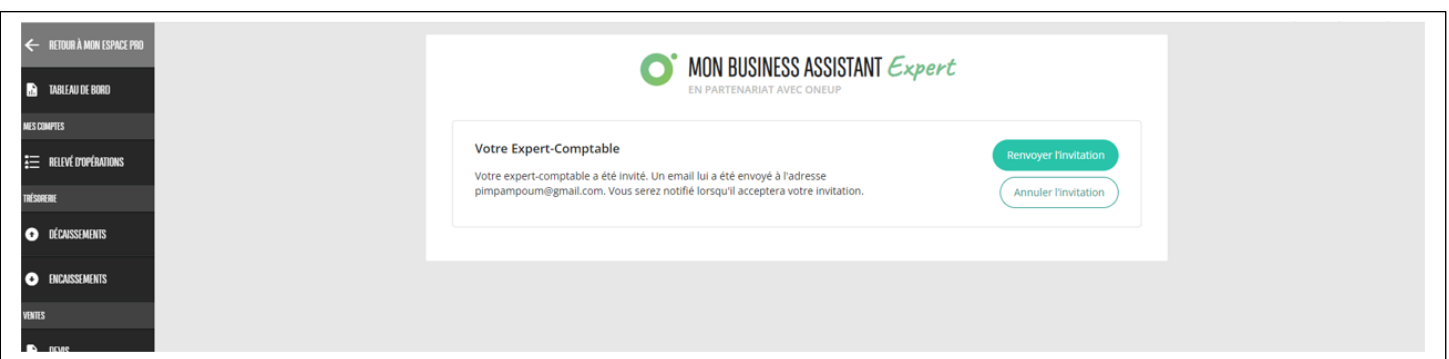 RETOUR À MON ESPACE PRO
TABLEAU DE BORD
MES COMPTES
RELEVÉ D'OPÉRATIONS
TRÉSORERIE
DÉCAISSEMENTS
ENCAISSEMENTS
VENTES
DEVIS
MON BUSINESS ASSISTANT Expert
EN PARTENARIAT AVEC ONEUP
Votre Expert-Comptable
Votre expert-comptable a été invité. Un email lui a été envoyé à l'adresse
pimpampoum@gmail.com. Vous serez notifié lorsqu'il acceptera votre invitation.
Renvoyer l'invitation
Annuler l'invitation